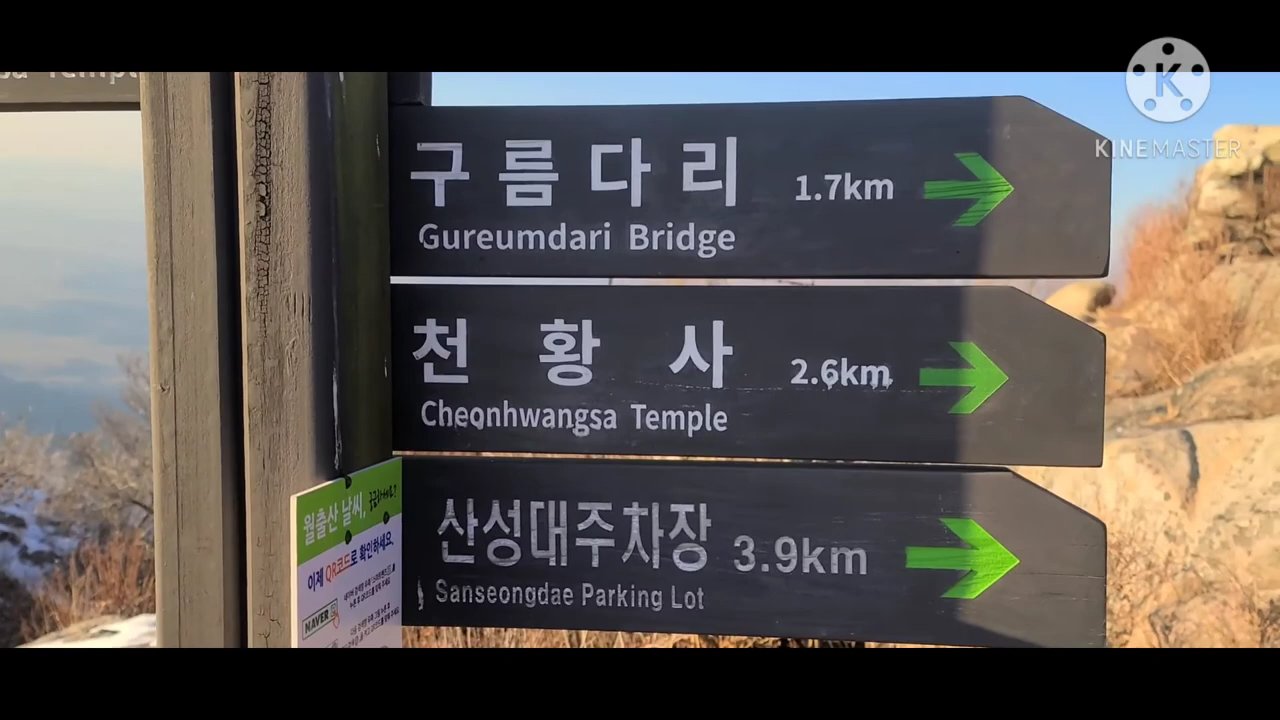 Temple
K
KINEMASTER
구름다리 1.7km
Gureumdari Bridge
천황사 2.6km
Cheonhwangsa Temple
산성대주차장 3.9km
Sanseongdae Parking Lot
월출산 날씨,
이제 QR코드로 확인하세요.
NAVER